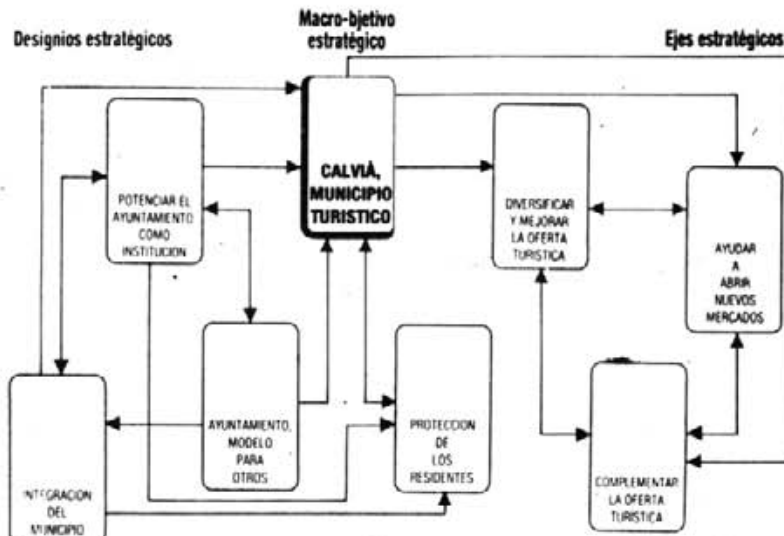 Designios estratégicos
Macro-bjetivo
estratégico
Ejes estratégicos
POTENCIAR EL
AYUNTAMIENTO
COMO
INSTITUCION
CALVIÀ,
MUNICIPIO
TURISTICO
DIVERSIFICAR
Y MEJORAR
LA OFERTA
TURISTICA
AYUDAR
A
ABRIR
NUEVOS
MERCADOS
AYUNTAMIENTO,
MODELO
PARA
OTROS
PROTECCION
DE
LOS
RESIDENTES
INTEGRACION
DEL
MUNICIPIO
COMPLEMENTAR
LA OFERTA
TURISTICA